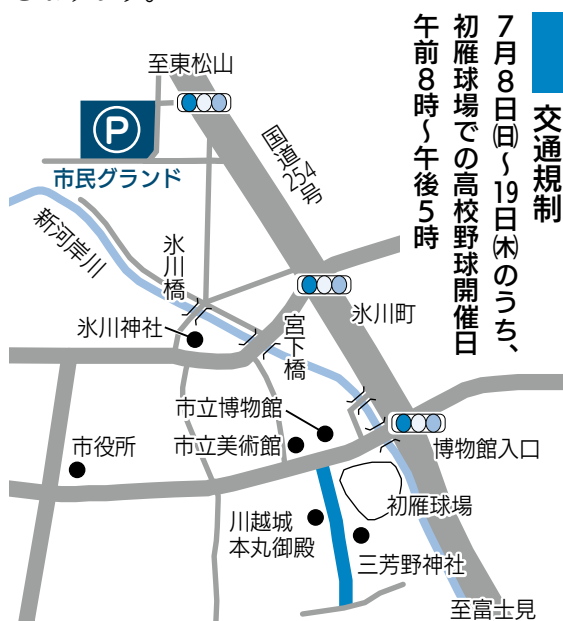 交通規制
7月8日㈰～19日㈭のうち、
初雁球場での高校野球開催日
午前8時～午後5時
至東松山
P
市民グランド
国道254号
新河岸川
氷川橋
氷川神社
宮下橋
氷川町
市立博物館
市立美術館
市役所
博物館入口
初雁球場
川越城
本丸御殿
三芳野神社
至富士見